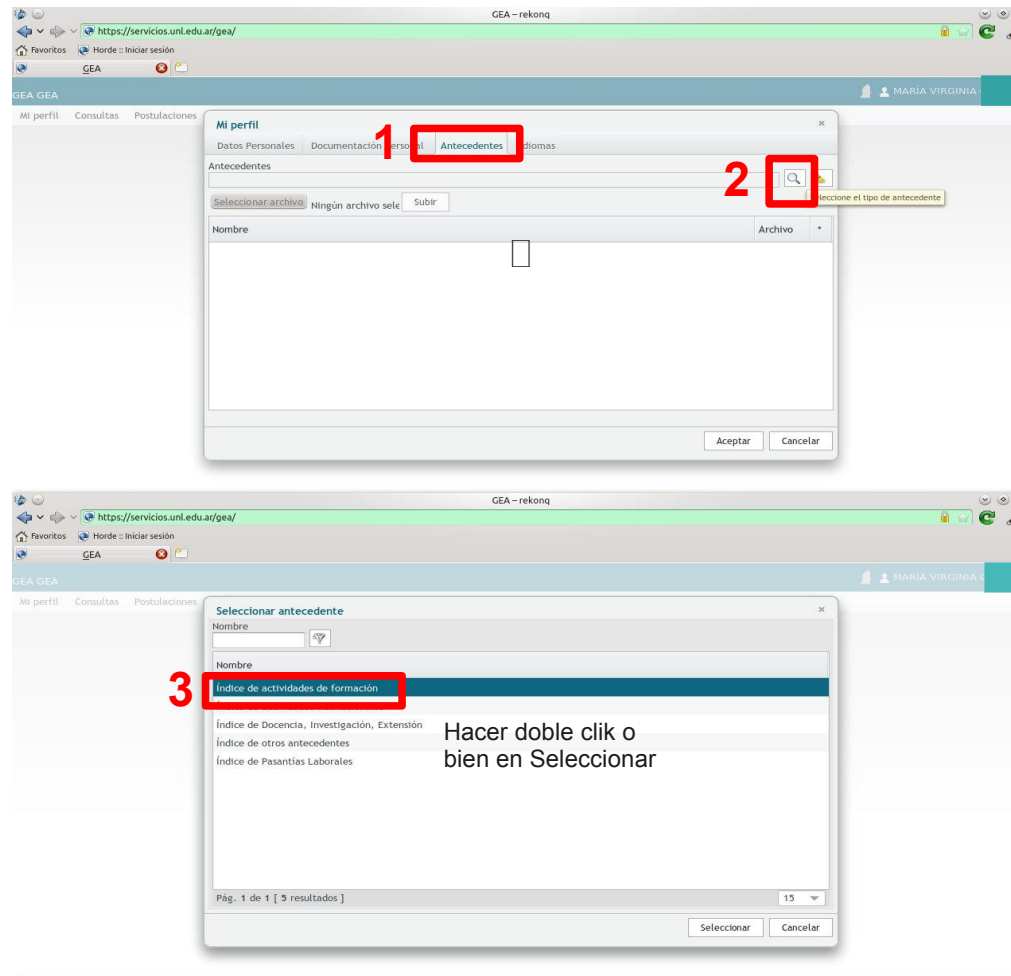 GEA – rekonq
https://servicios.unl.edu.ar/gea/
Favoritos Horde :: Iniciar sesión
GEA
GEA GEA MARÍA VIRGINIA
Mi perfil Consultas Postulaciones
Mi perfil
1
Datos Personales Documentación Personal Antecedentes Idiomas
Antecedentes
2
Seleccione el tipo de antecedente
Seleccionar archivo Ningún archivo sele Subir
Nombre Archivo
Aceptar Cancelar
GEA – rekonq
https://servicios.unl.edu.ar/gea/
Favoritos Horde :: Iniciar sesión
GEA
GEA GEA MARÍA VIRGINIA
Mi perfil Consultas Postulaciones
Seleccionar antecedente
Nombre
Nombre
3 Índice de actividades de formación
Índice de Docencia, Investigación, Extensión
Índice de otros antecedentes
Índice de Pasantías Laborales
Hacer doble clik o
bien en Seleccionar
Pág. 1 de 1 [ 5 resultados ] 15
Seleccionar Cancelar